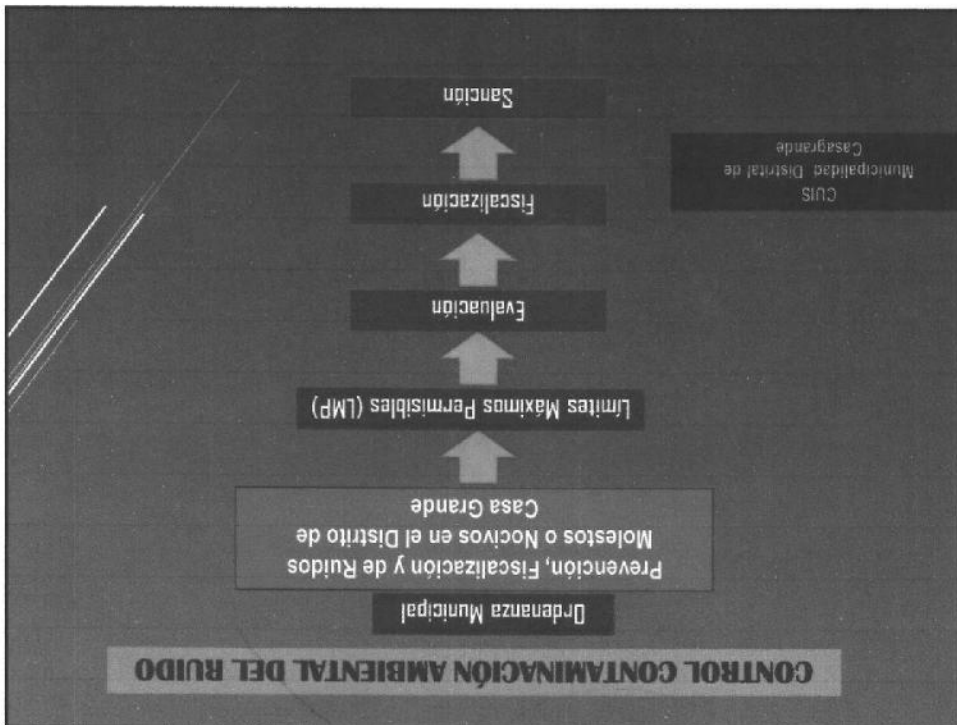 CONTROL CONTAMINACIÓN AMBIENTAL DEL RUIDO
Ordenanza Municipal
Prevención, Fiscalización y de Ruidos
Molestos o Nocivos en el Distrito de
Casa Grande
Límites Máximos Permisibles (LMP)
Evaluación
Fiscalización
Sanción
CUIS
Municipalidad Distrital de
Casagrande